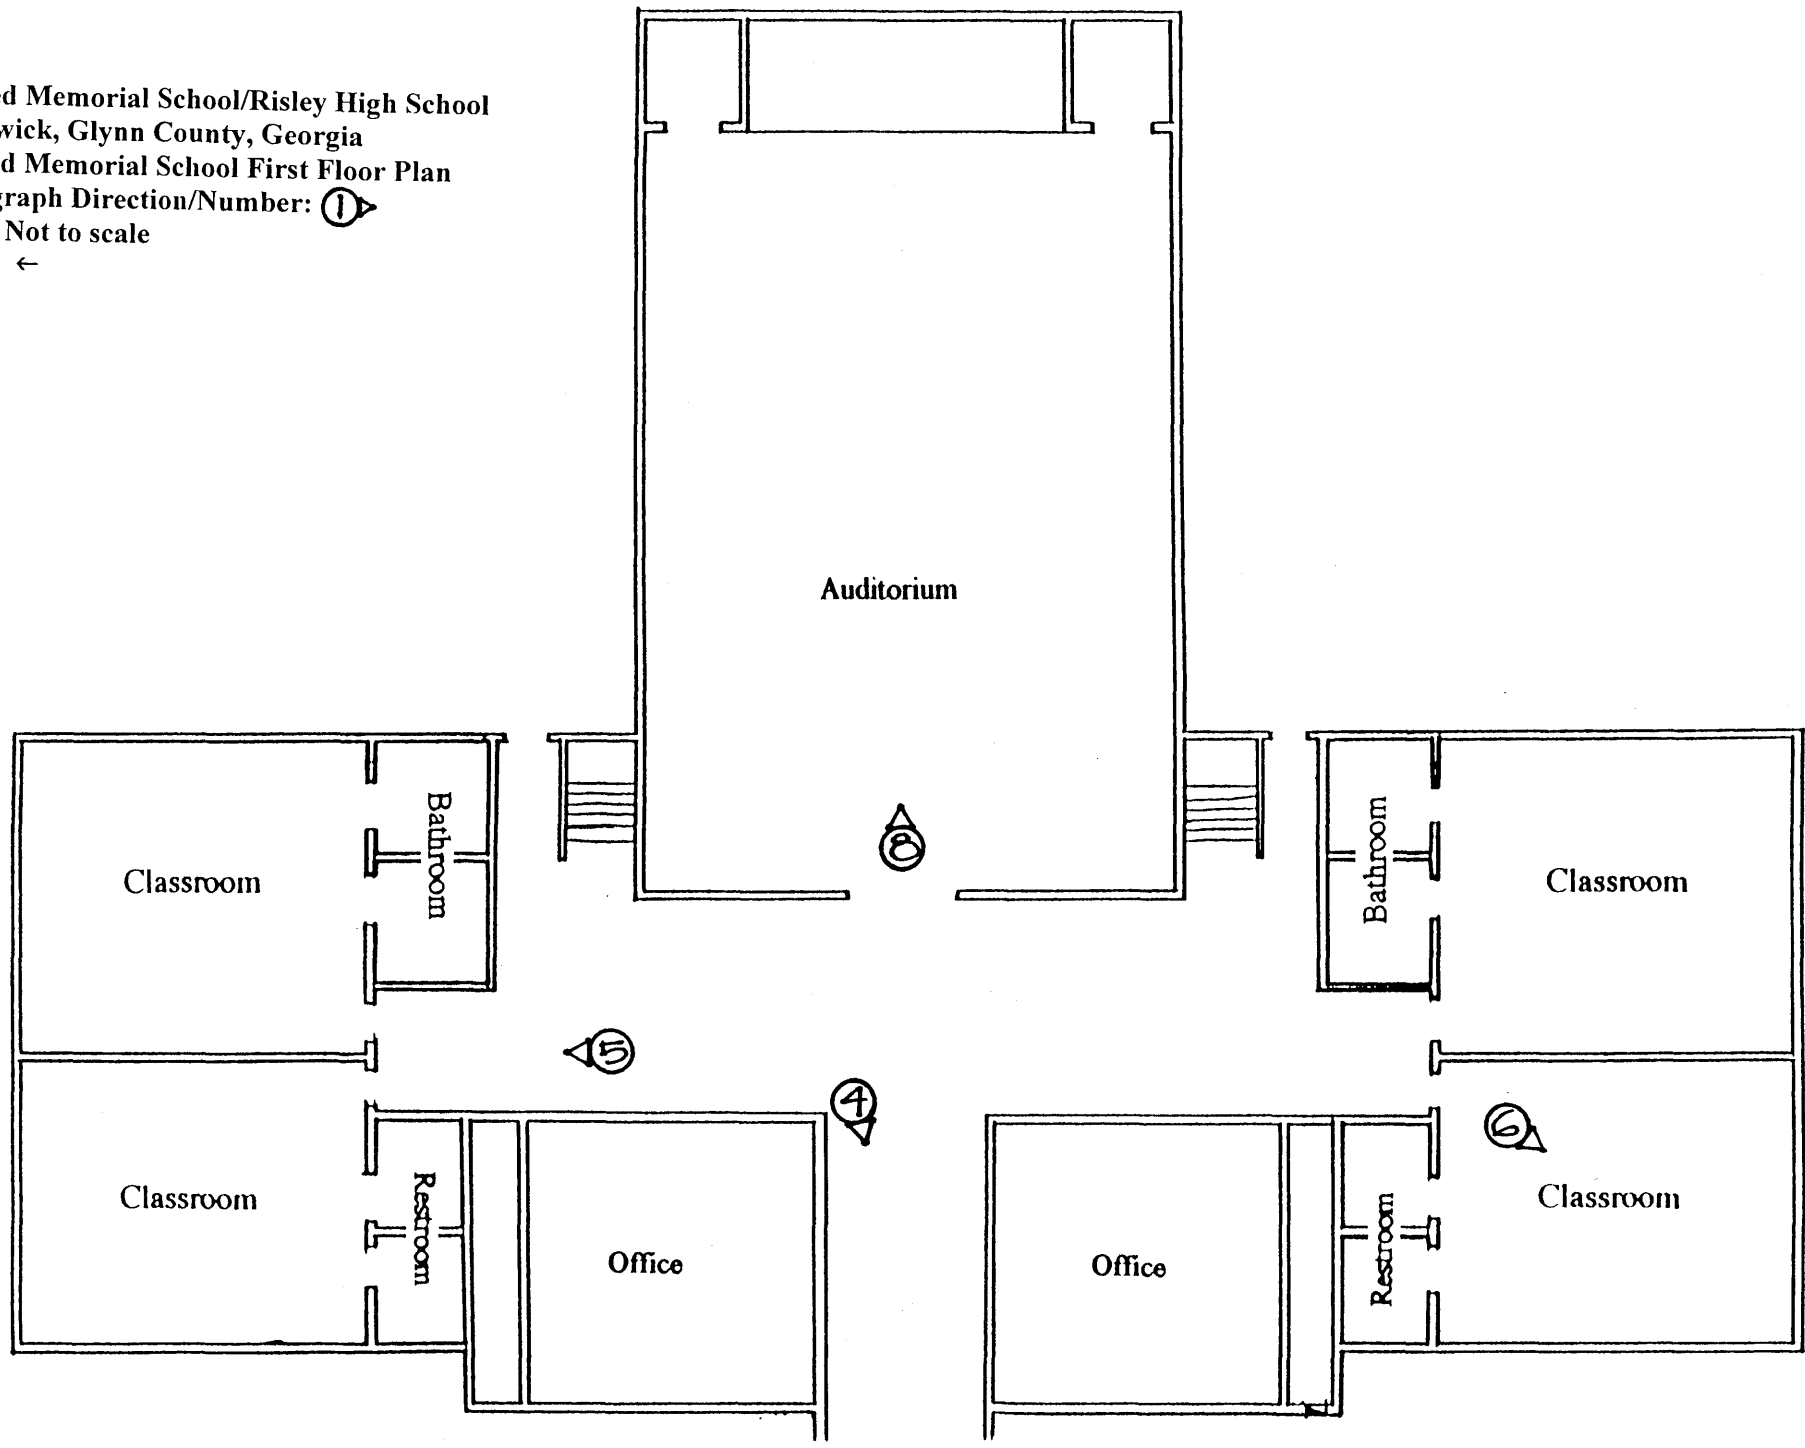 ed Memorial School/Risley High School
wick, Glynn County, Georgia
d Memorial School First Floor Plan
graph Direction/Number: 1
Not to scale
←
Auditorium
8
Classroom
Bathroom
Bathroom
Classroom
5
4
6
Classroom
Restroom
Office
Office
Restroom
Classroom